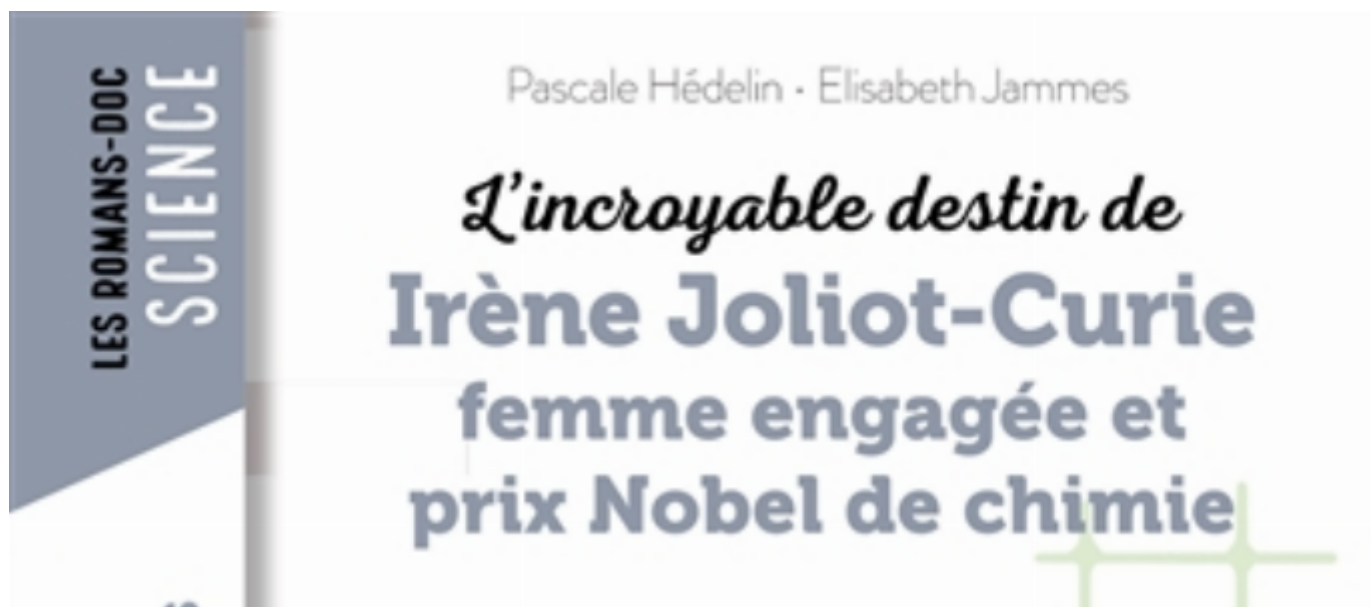 LES ROMANS-DOC
SCIENCE
Pascale Hédelin • Elisabeth Jammes
L'incroyable destin de
Irène Joliot-Curie
femme engagée et
prix Nobel de chimie